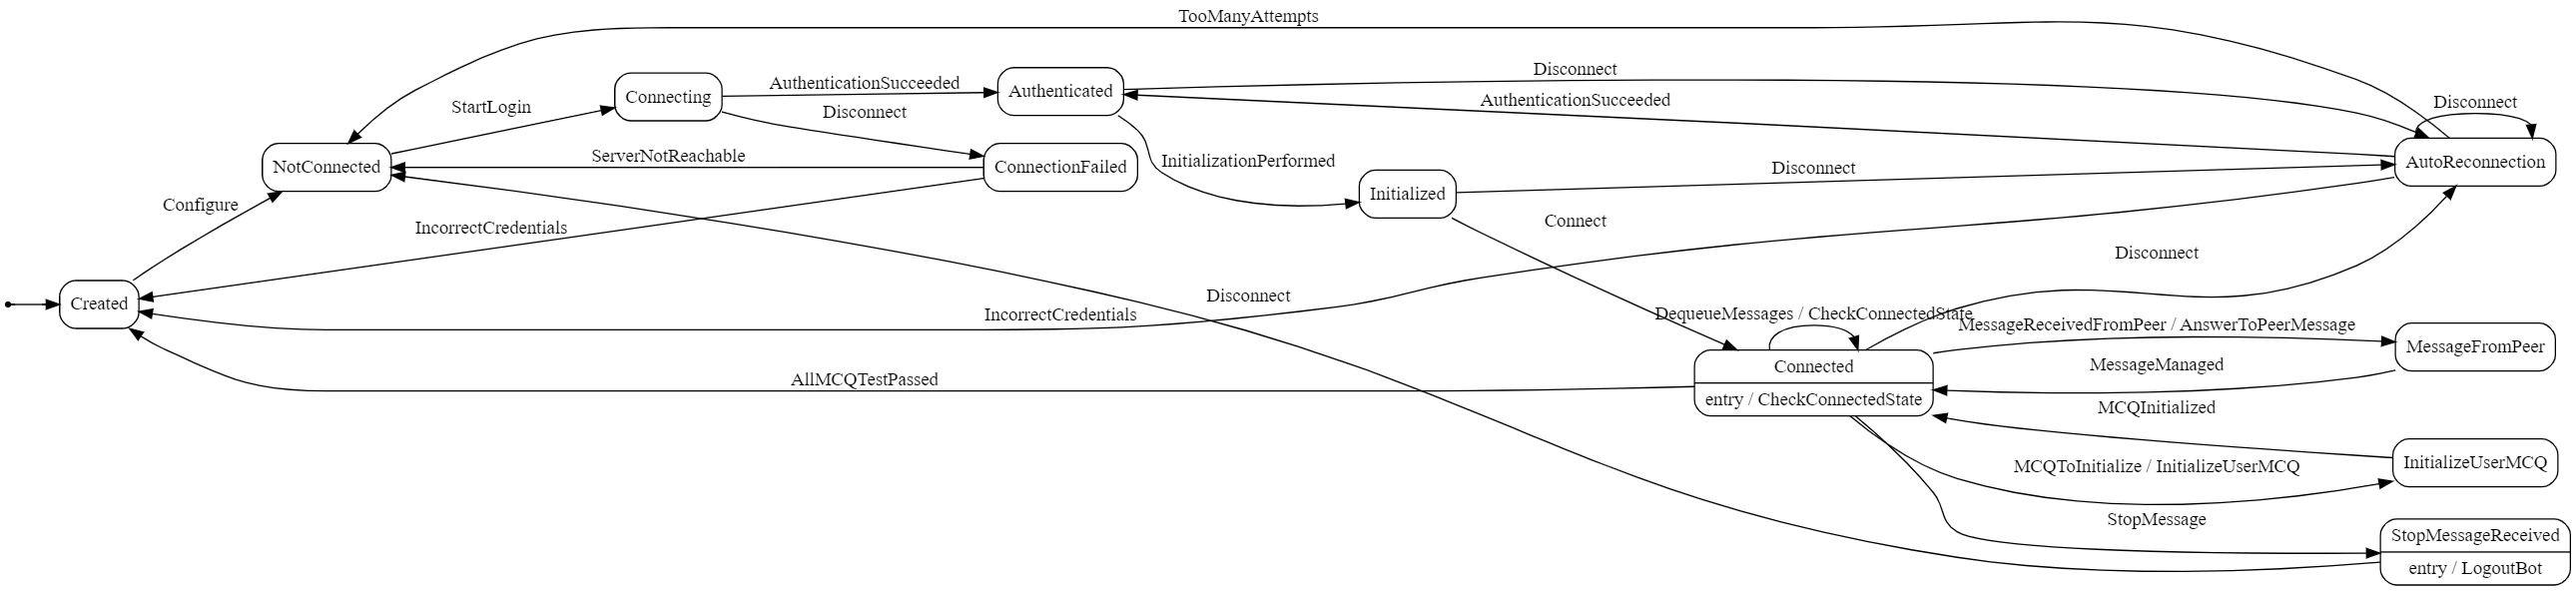 TooManyAttempts
Disconnect
AuthenticationSucceeded
Disconnect
AuthenticationSucceeded
Connecting
Authenticated
StartLogin
Disconnect
NotConnected
ServerNotReachable
ConnectionFailed
InitializationPerformed
Disconnect
AutoReconnection
Initialized
Configure
IncorrectCredentials
Connect
Disconnect
Created
Disconnect
IncorrectCredentials
DequeueMessages / CheckConnectedState
MessageReceivedFromPeer / AnswerToPeerMessage
MessageFromPeer
Connected
entry / CheckConnectedState
MessageManaged
AllMCQTestPassed
MCQInitialized
MCQToInitialize / InitializeUserMCQ
InitializeUserMCQ
StopMessage
StopMessageReceived
entry / LogoutBot